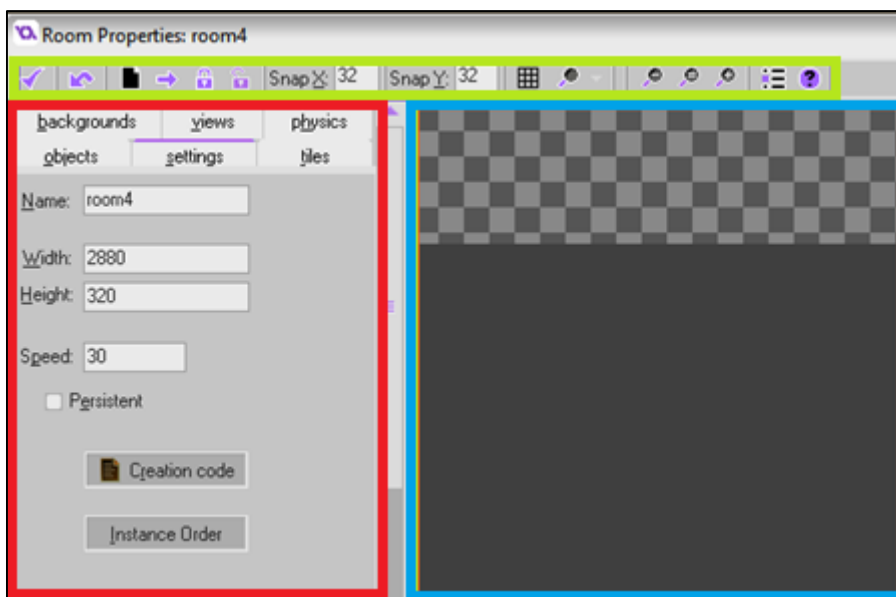 Room Properties: room4
Snap X: 32 Snap Y: 32
backgrounds views physics
objects settings tiles
Name: room4
Width: 2880
Height: 320
Speed: 30
Persistent
Creation code
Instance Order